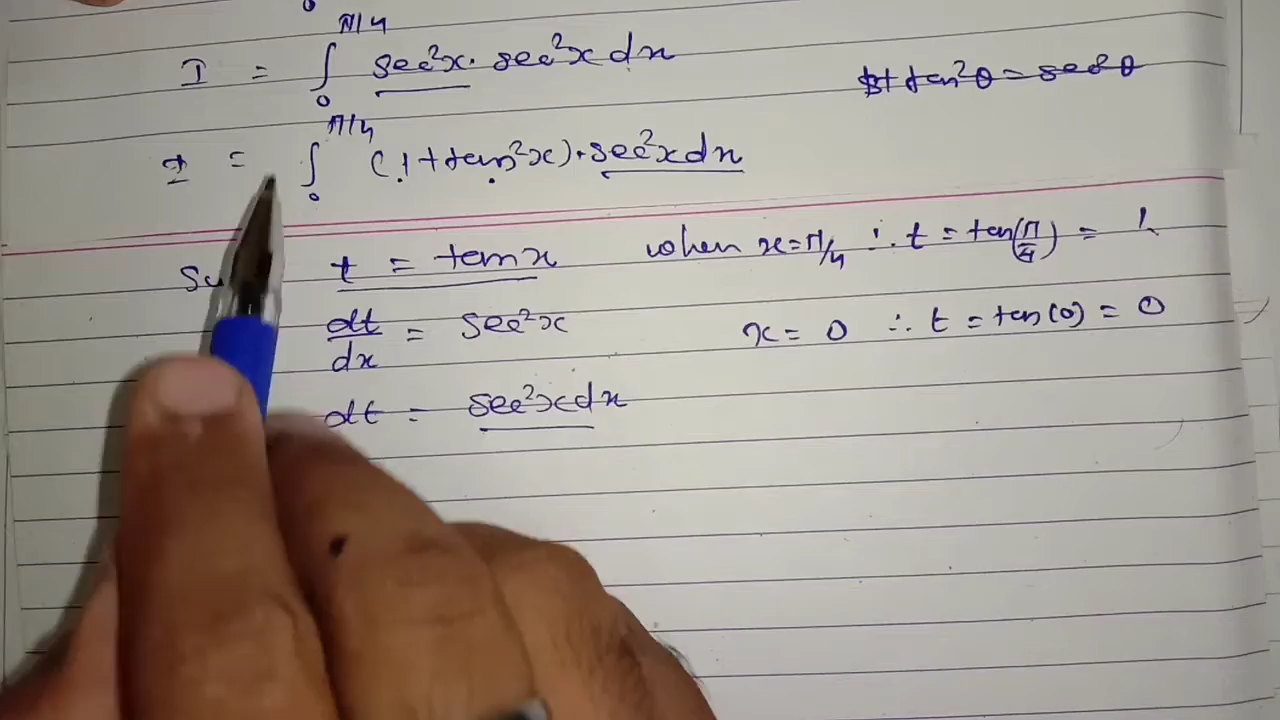 I = ∫₀^π/4 sec²x · sec²x dx
1+tan²θ = sec²θ
I = ∫₀^π/4 (1+tan²x) · sec²x dx
t = tanx when x=π/4 ∴ t = tan(π/4) = 1
dt/dx = sec²x x = 0 ∴ t = tan(0) = 0
dt = sec²x dx